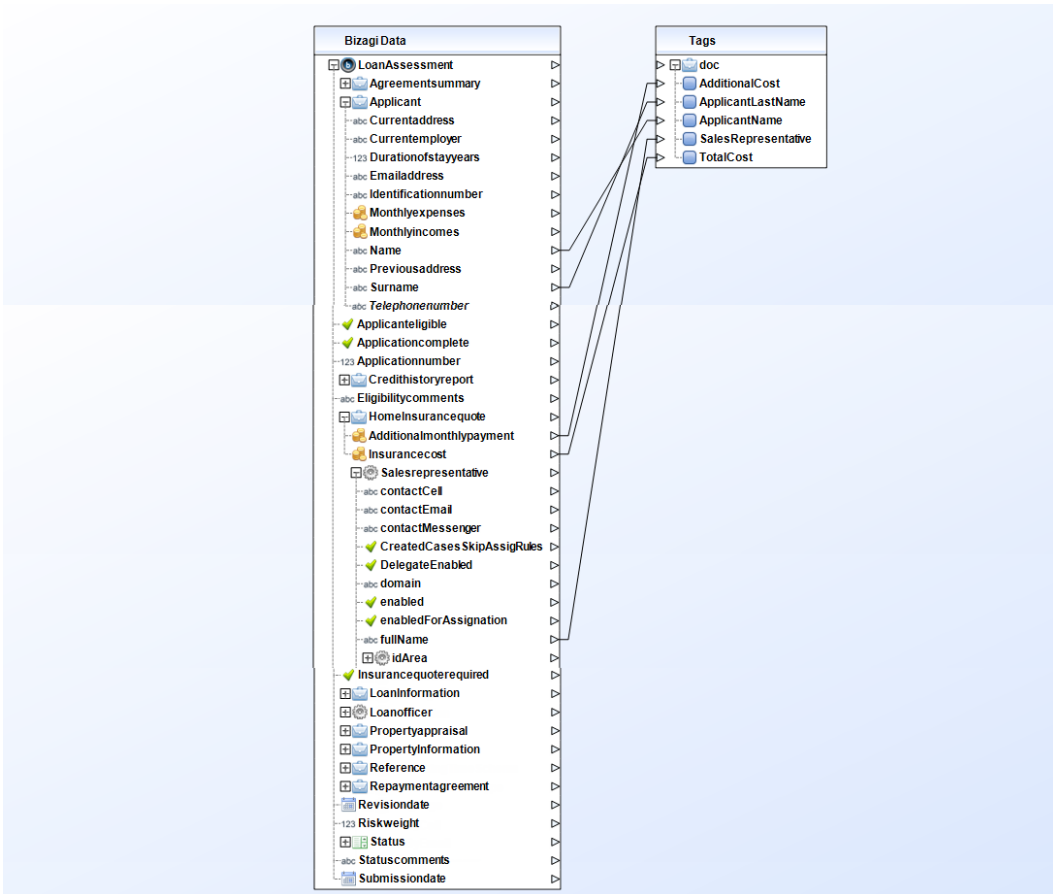 Bizagi Data
LoanAssessment
Agreementsummary
Applicant
abc Currentaddress
abc Currentemployer
123 Durationofstayyears
abc Emailaddress
abc Identificationnumber
Monthlyexpenses
Monthlyincomes
abc Name
abc Previousaddress
abc Surname
abc Telephonenumber
Applicanteligible
Applicationcomplete
123 Applicationnumber
Credithistoryreport
abc Eligibilitycomments
HomeInsurancequote
Additionalmonthlypayment
Insurancecost
Salesrepresentative
abc contactCell
abc contactEmail
abc contactMessenger
CreatedCasesSkipAssigRules
DelegateEnabled
abc domain
enabled
enabledForAssignation
abc fullName
idArea
Insurancequoterequired
LoanInformation
Loanofficer
Propertyappraisal
PropertyInformation
Reference
Repaymentagreement
Revisiondate
123 Riskweight
Status
abc Statuscomments
Submissiondate
Tags
doc
AdditionalCost
ApplicantLastName
ApplicantName
SalesRepresentative
TotalCost